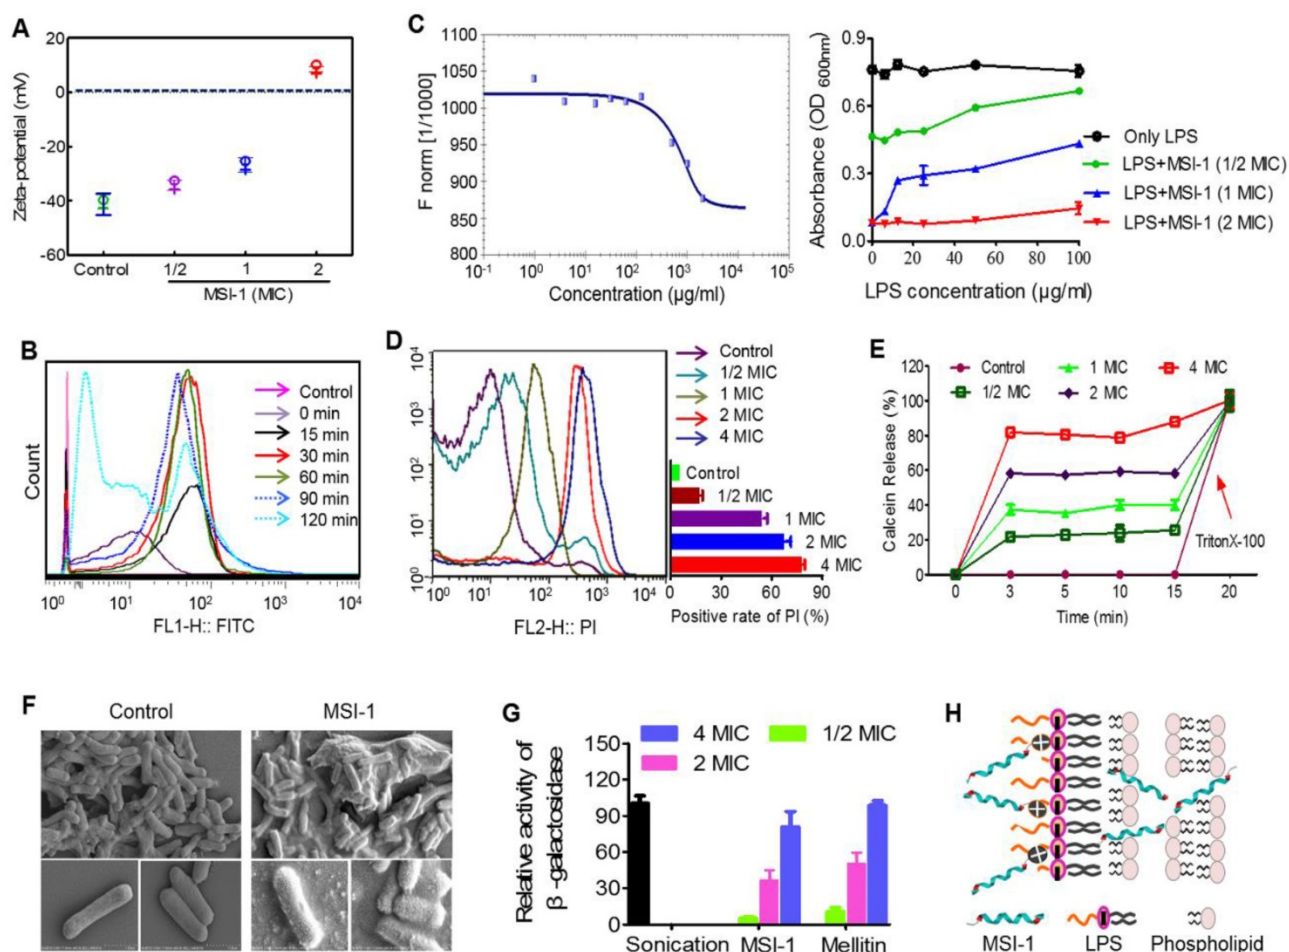 A
20
0
-20
-40
-60
Zeta-potential (mV)
Control
1/2
1
2
MSI-1 (MIC)
C
1100
1050
1000
950
900
850
800
F norm [1/1000]
10-1
100
101
102
103
104
105
Concentration (µg/ml)
0.9
0.6
0.3
0.0
Absorbance (OD 600nm)
0
20
40
60
80
100
LPS concentration (µg/ml)
Only LPS
LPS+MSI-1 (1/2 MIC)
LPS+MSI-1 (1 MIC)
LPS+MSI-1 (2 MIC)
B
Count
Control
0 min
15 min
30 min
60 min
90 min
120 min
100
101
102
103
104
FL1-H:: FITC
D
104
103
102
101
100
Control
1/2 MIC
1 MIC
2 MIC
4 MIC
100
101
102
103
104
FL2-H:: PI
Control
1/2 MIC
1 MIC
2 MIC
4 MIC
0
30
60
90
Positive rate of PI (%)
E
Control
1 MIC
4 MIC
1/2 MIC
2 MIC
120
100
80
60
40
20
0
Calcein Release (%)
TritonX-100
0
3
5
10
15
20
Time (min)
F
Control
MSI-1
G
4 MIC
1/2 MIC
2 MIC
150
120
90
60
30
0
Relative activity of
β -galactosidase
Sonication
MSI-1
Mellitin
H
MSI-1
LPS
Phospholipid